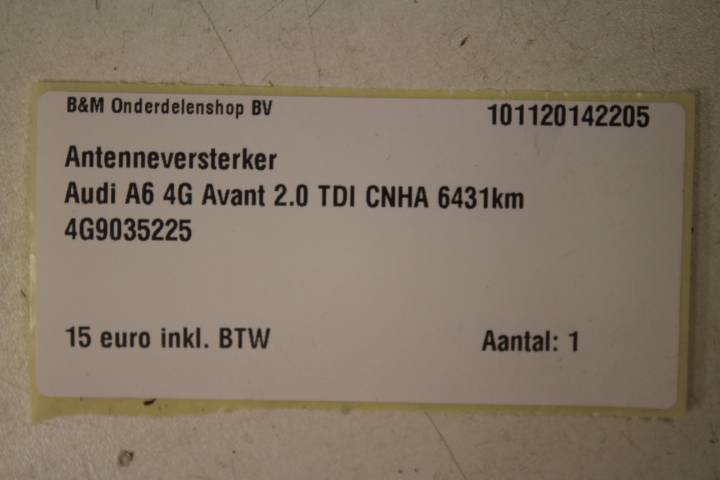 B&M Onderdelenshop BV 101120142205
Antenneversterker
Audi A6 4G Avant 2.0 TDI CNHA 6431km
4G9035225
15 euro inkl. BTW Aantal: 1